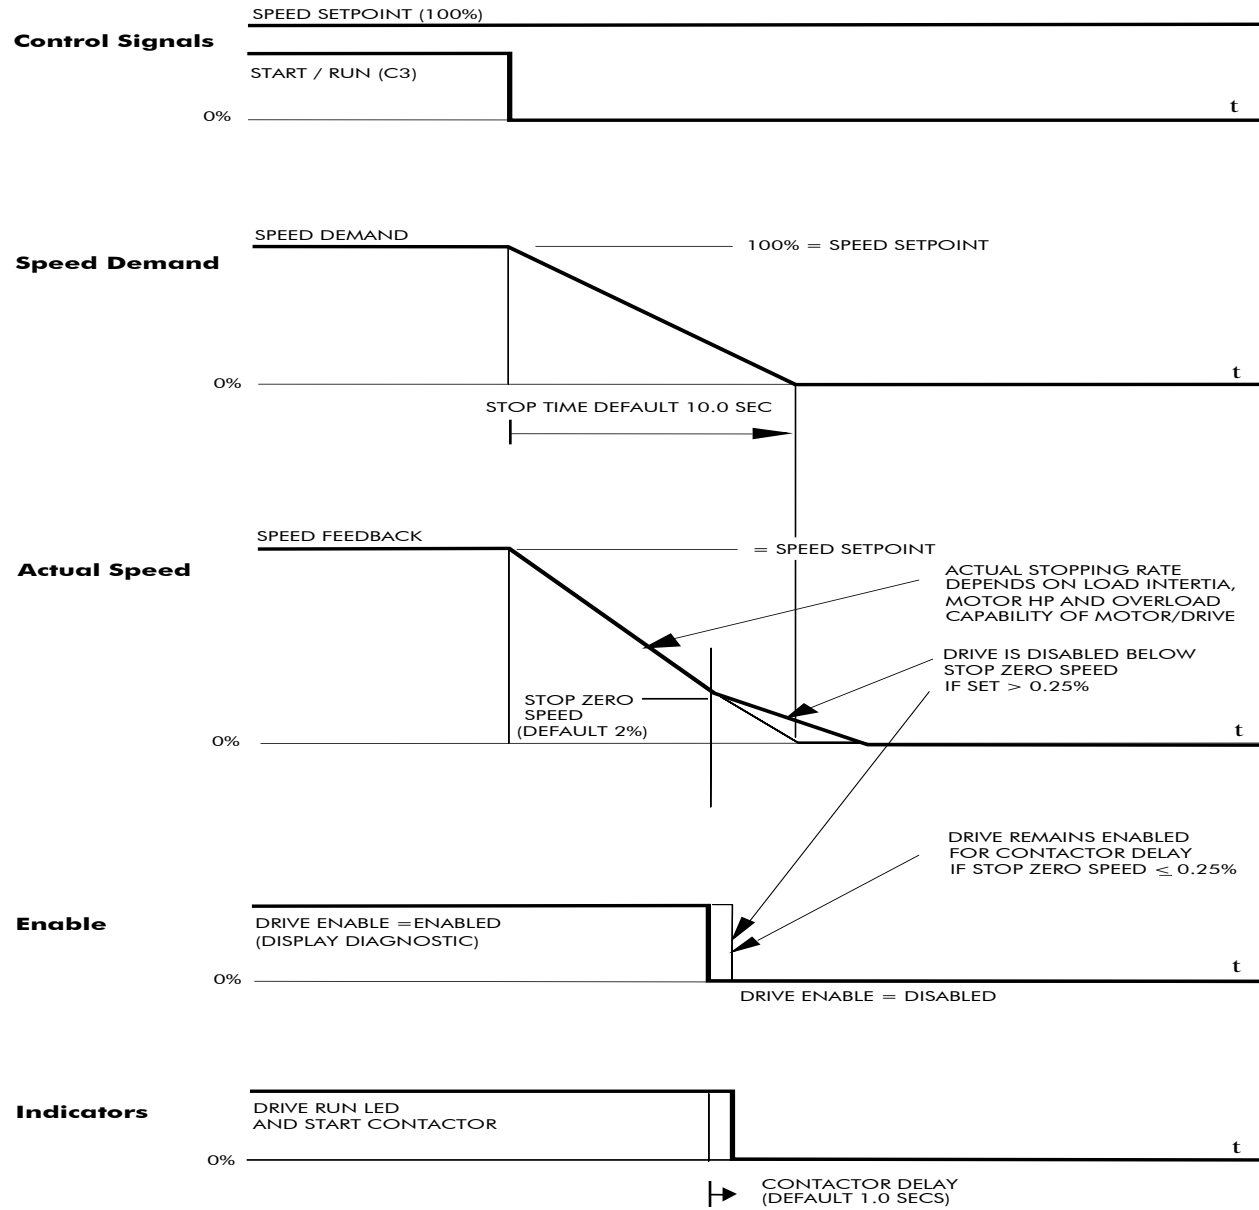 SPEED SETPOINT (100%)
Control Signals
START / RUN (C3)
0%
t
SPEED DEMAND
Speed Demand
100% = SPEED SETPOINT
0%
t
STOP TIME DEFAULT 10.0 SEC
SPEED FEEDBACK
= SPEED SETPOINT
Actual Speed
ACTUAL STOPPING RATE
DEPENDS ON LOAD INTERTIA,
MOTOR HP AND OVERLOAD
CAPABILITY OF MOTOR/DRIVE
DRIVE IS DISABLED BELOW
STOP ZERO SPEED
IF SET > 0.25%
STOP ZERO
SPEED
(DEFAULT 2%)
0%
t
DRIVE REMAINS ENABLED
FOR CONTACTOR DELAY
IF STOP ZERO SPEED ≤ 0.25%
Enable
DRIVE ENABLE =ENABLED
(DISPLAY DIAGNOSTIC)
0%
t
DRIVE ENABLE = DISABLED
Indicators
DRIVE RUN LED
AND START CONTACTOR
0%
t
CONTACTOR DELAY
(DEFAULT 1.0 SECS)